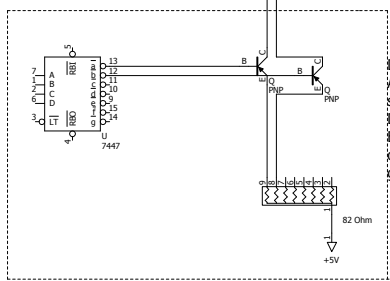 5
RBI
7 A a 13
1 B b 12
2 C c 11
6 D d 10
e 9
f 15
3 LT RBO g 14
4
U
7447
C
B
E
Q
PNP
C
B
E
Q
PNP
9 8 7 6 5 4 3 2
1
82 Ohm
1
+5V